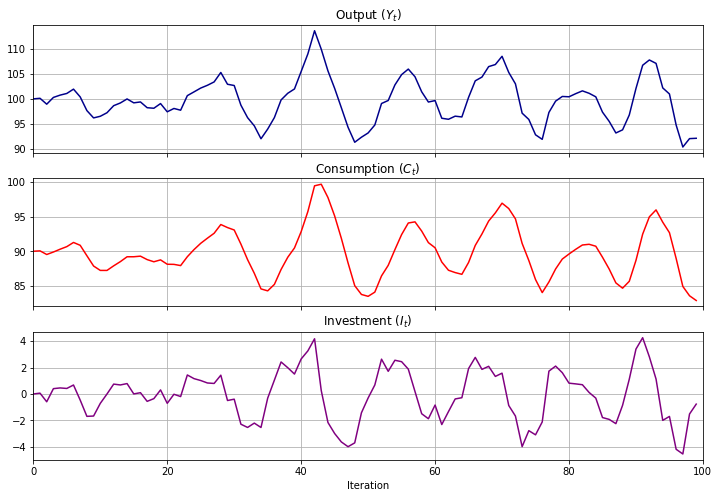 Output (Y_t)
110
105
100
95
90
Consumption (C_t)
100
95
90
85
Investment (I_t)
4
2
0
−2
−4
0 20 40 60 80 100
Iteration